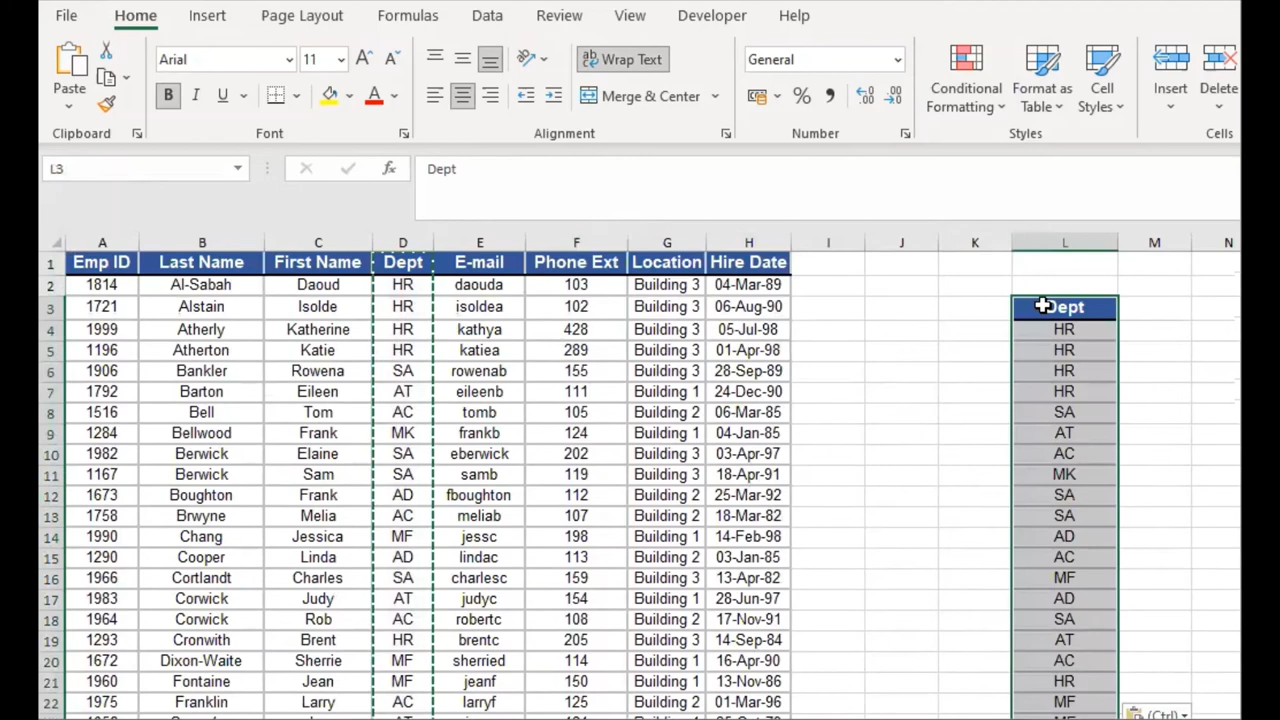 File Home Insert Page Layout Formulas Data Review View Developer Help
Paste
Clipboard
Arial 11
B I U A
Font
ab Wrap Text
Merge & Center
Alignment
General
% ,
Number
Conditional Formatting
Format as Table
Cell Styles
Styles
Insert Delete
Cells
L3 fx Dept
A B C D E F G H I J K L M N
1 Emp ID Last Name First Name Dept E-mail Phone Ext Location Hire Date
2 1814 Al-Sabah Daoud HR daouda 103 Building 3 04-Mar-89
3 1721 Alstain Isolde HR isoldea 102 Building 3 06-Aug-90 Dept
4 1999 Atherly Katherine HR kathya 428 Building 3 05-Jul-98 HR
5 1196 Atherton Katie HR katiea 289 Building 3 01-Apr-98 HR
6 1906 Bankler Rowena SA rowenab 155 Building 3 28-Sep-89 HR
7 1792 Barton Eileen AT eileenb 111 Building 1 24-Dec-90 HR
8 1516 Bell Tom AC tomb 105 Building 2 06-Mar-85 SA
9 1284 Bellwood Frank MK frankb 124 Building 1 04-Jan-85 AT
10 1982 Berwick Elaine SA eberwick 202 Building 3 03-Apr-97 AC
11 1167 Berwick Sam SA samb 119 Building 3 18-Apr-91 MK
12 1673 Boughton Frank AD fboughton 112 Building 2 25-Mar-92 SA
13 1758 Brwyne Melia AC meliab 107 Building 2 18-Mar-82 SA
14 1990 Chang Jessica MF jessc 198 Building 1 14-Feb-98 AD
15 1290 Cooper Linda AD lindac 113 Building 2 03-Jan-85 AC
16 1966 Cortlandt Charles SA charlesc 159 Building 3 13-Apr-82 MF
17 1983 Corwick Judy AT judyc 154 Building 1 28-Jun-97 AD
18 1964 Corwick Rob AC robertc 108 Building 2 17-Nov-91 SA
19 1293 Cronwith Brent HR brentc 205 Building 3 14-Sep-84 AT
20 1672 Dixon-Waite Sherrie MF sherried 114 Building 1 16-Apr-90 AC
21 1960 Fontaine Jean MF jeanf 150 Building 1 13-Nov-86 HR
22 1975 Franklin Larry AC larryf 125 Building 2 01-Mar-96 MF
(Ctrl)